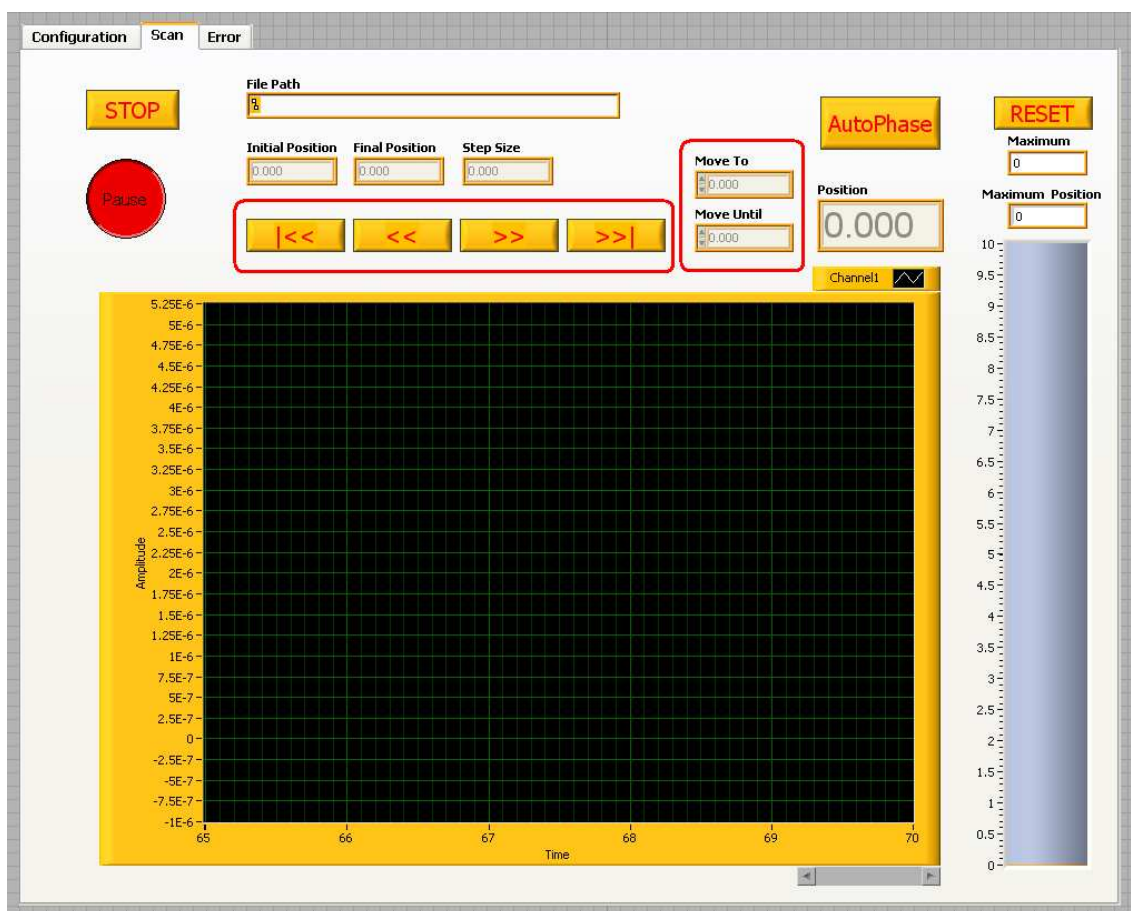 Configuration
Scan
Error
File Path
STOP
AutoPhase
RESET
Initial Position
Final Position
Step Size
0.000
0.000
0.000
Move To
0.000
Move Until
0.000
Maximum
0
Pause
Position
0.000
Maximum Position
0
|<<
<<
>>
>>|
Channel1
5.25E-6
5E-6
4.75E-6
4.5E-6
4.25E-6
4E-6
3.75E-6
3.5E-6
3.25E-6
3E-6
2.75E-6
2.5E-6
2.25E-6
2E-6
1.75E-6
1.5E-6
1.25E-6
1E-6
7.5E-7
5E-7
2.5E-7
0
-2.5E-7
-5E-7
-7.5E-7
-1E-6
Amplitude
65
66
67
68
69
70
Time
10
9.5
9
8.5
8
7.5
7
6.5
6
5.5
5
4.5
4
3.5
3
2.5
2
1.5
1
0.5
0